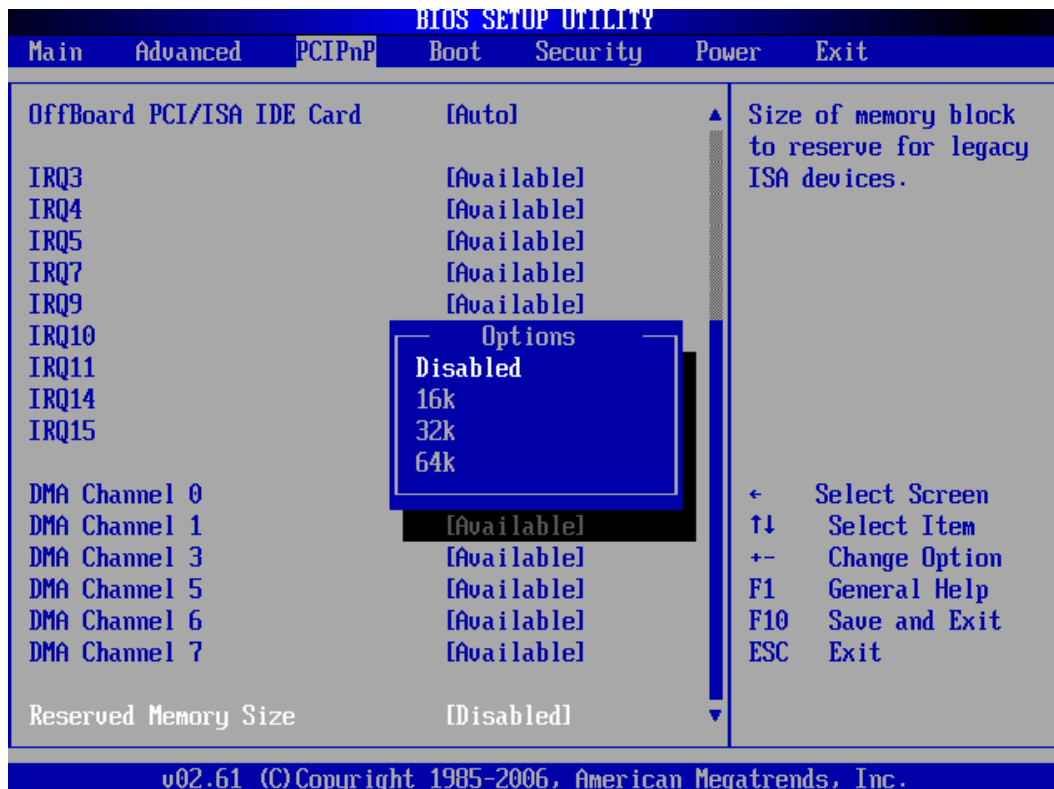 BIOS SETUP UTILITY
Main Advanced PCIPnP Boot Security Power Exit
OffBoard PCI/ISA IDE Card [Auto]
IRQ3 [Available]
IRQ4 [Available]
IRQ5 [Available]
IRQ7 [Available]
IRQ9 [Available]
IRQ10
IRQ11
IRQ14
IRQ15
DMA Channel 0
DMA Channel 1 [Available]
DMA Channel 3 [Available]
DMA Channel 5 [Available]
DMA Channel 6 [Available]
DMA Channel 7 [Available]
Reserved Memory Size [Disabled]
Options
Disabled
16k
32k
64k
Size of memory block
to reserve for legacy
ISA devices.
← Select Screen
↑↓ Select Item
+- Change Option
F1 General Help
F10 Save and Exit
ESC Exit
v02.61 (C)Copyright 1985-2006, American Megatrends, Inc.